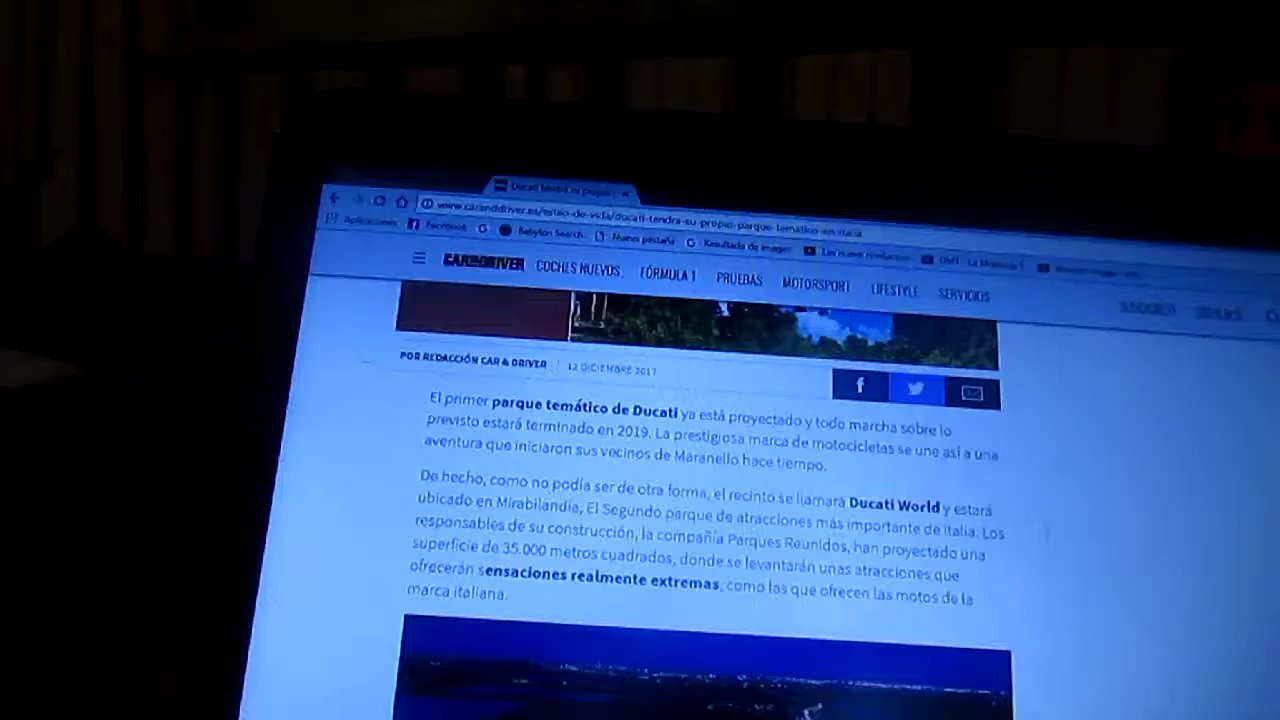 Ducati tendrá su propio
www.caranddriver.es/estilo-de-vida/ducati-tendra-su-propio-parque-tematico-en-italia
Aplicaciones Facebook G Babylon Search Nueva pestaña G Resultado de imagen
CAR AND DRIVER COCHES NUEVOS FÓRMULA 1 PRUEBAS MOTORSPORT LIFESTYLE SERVICIOS
POR REDACCIÓN CAR & DRIVER 12 DICIEMBRE 2017
El primer parque temático de Ducati ya está proyectado y todo marcha sobre lo
previsto estará terminado en 2019. La prestigiosa marca de motocicletas se une así a una
aventura que iniciaron sus vecinos de Maranello hace tiempo.
De hecho, como no podía ser de otra forma, el recinto se llamará Ducati World y estará
ubicado en Mirabilandia, El Segundo parque de atracciones más importante de Italia. Los
responsables de su construcción, la compañía Parques Reunidos, han proyectado una
superficie de 35.000 metros cuadrados, donde se levantarán unas atracciones que
ofrecerán sensaciones realmente extremas, como las que ofrecen las motos de la
marca italiana.